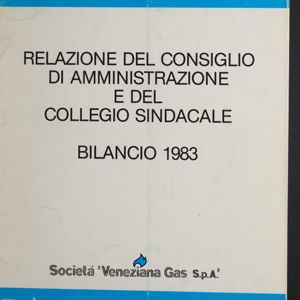 RELAZIONE DEL CONSIGLIO
DI AMMINISTRAZIONE
E DEL
COLLEGIO SINDACALE
BILANCIO 1983
Societá 'Veneziana Gas S.p.A.'